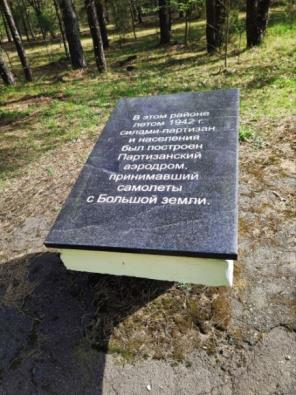 В этом районе
летом 1942 г.
силами партизан
и населения
был построен
Партизанский
аэродром,
принимавший
самолеты
с Большой земли.